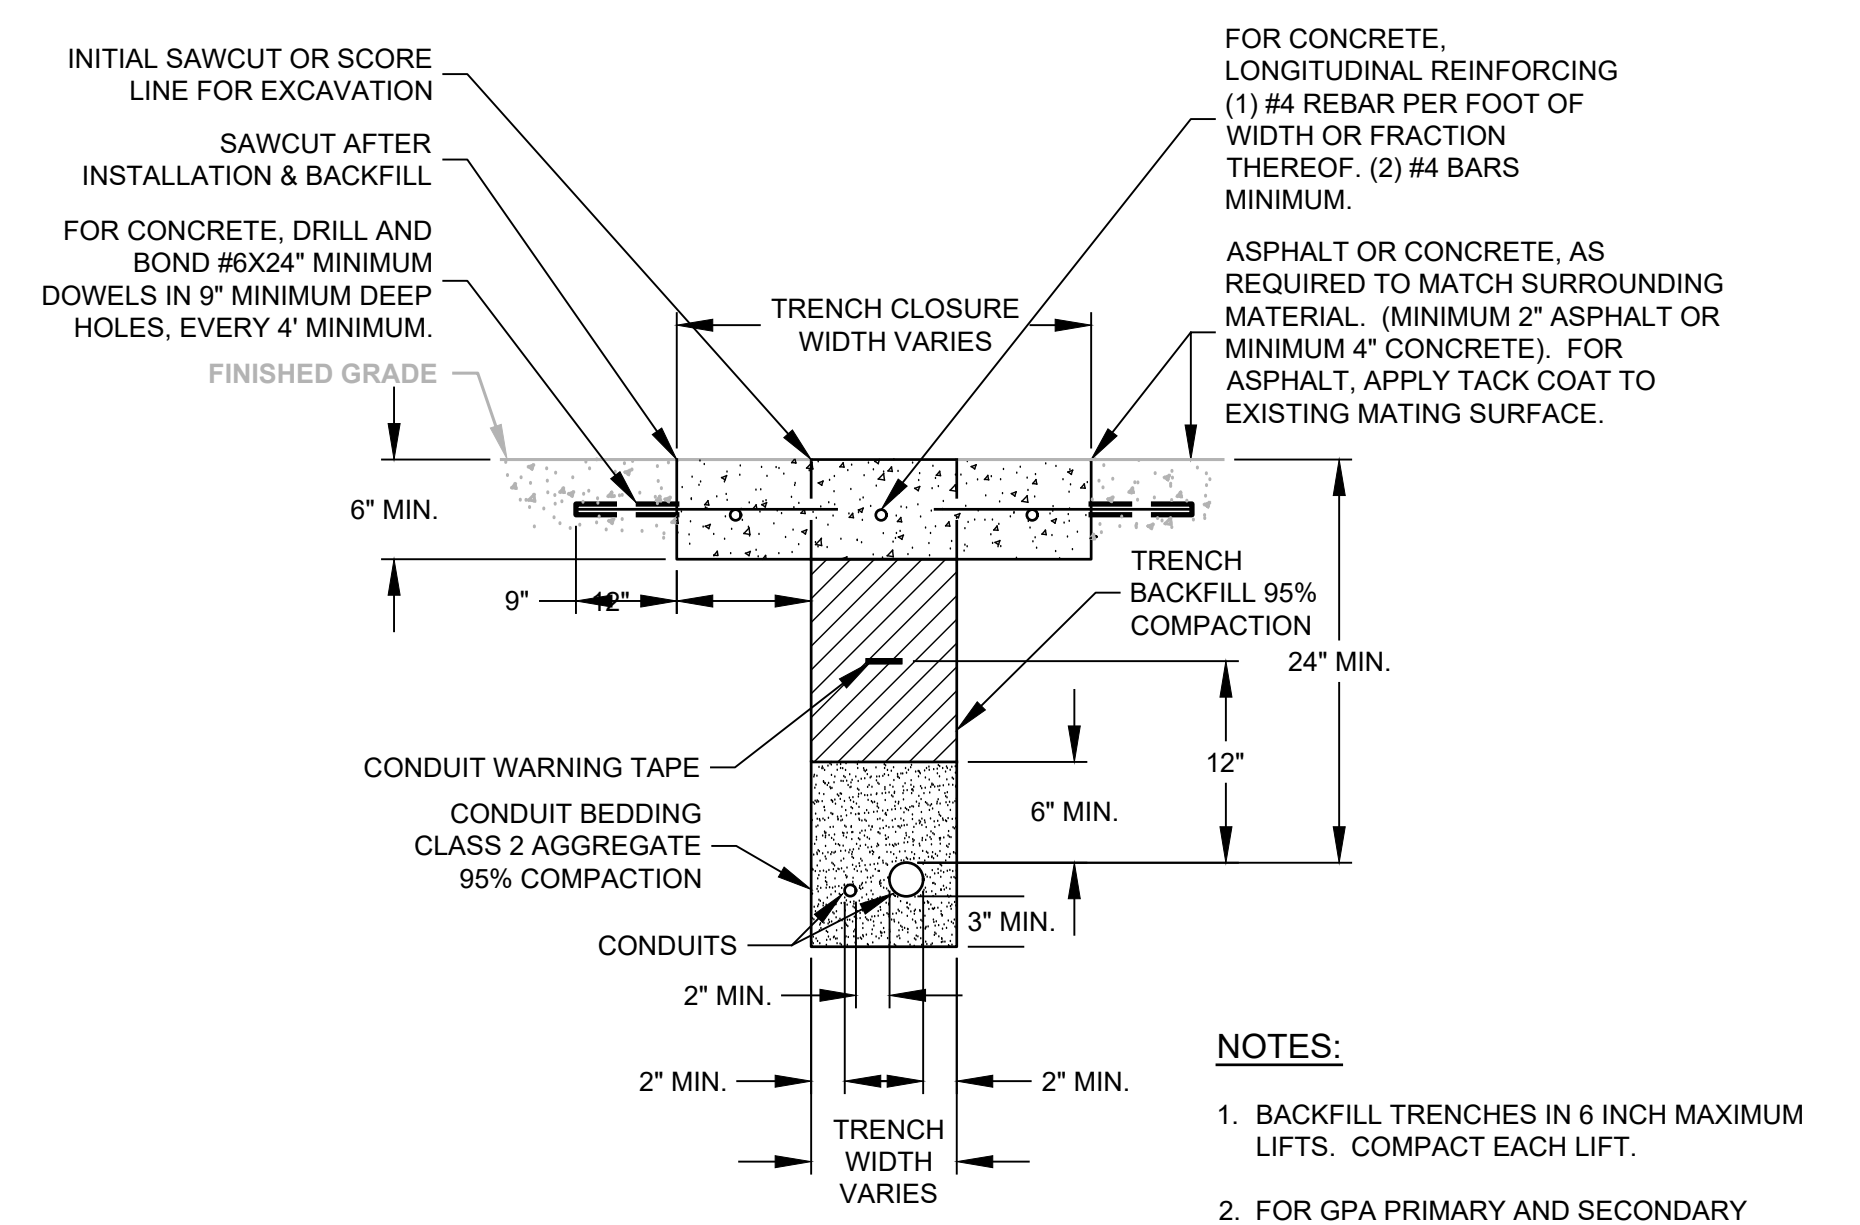 INITIAL SAWCUT OR SCORE
LINE FOR EXCAVATION
SAWCUT AFTER
INSTALLATION & BACKFILL
FOR CONCRETE, DRILL AND
BOND #6X24" MINIMUM
DOWELS IN 9" MINIMUM DEEP
HOLES, EVERY 4' MINIMUM.
FINISHED GRADE
TRENCH CLOSURE
WIDTH VARIES
FOR CONCRETE,
LONGITUDINAL REINFORCING
(1) #4 REBAR PER FOOT OF
WIDTH OR FRACTION
THEREOF. (2) #4 BARS
MINIMUM.
ASPHALT OR CONCRETE, AS
REQUIRED TO MATCH SURROUNDING
MATERIAL. (MINIMUM 2" ASPHALT OR
MINIMUM 4" CONCRETE). FOR
ASPHALT, APPLY TACK COAT TO
EXISTING MATING SURFACE.
6" MIN.
9"
12"
TRENCH
BACKFILL 95%
COMPACTION
24" MIN.
12"
CONDUIT WARNING TAPE
6" MIN.
CONDUIT BEDDING
CLASS 2 AGGREGATE
95% COMPACTION
3" MIN.
CONDUITS
2" MIN.
2" MIN.
2" MIN.
TRENCH
WIDTH
VARIES
NOTES:
1. BACKFILL TRENCHES IN 6 INCH MAXIMUM
LIFTS. COMPACT EACH LIFT.
2. FOR GPA PRIMARY AND SECONDARY